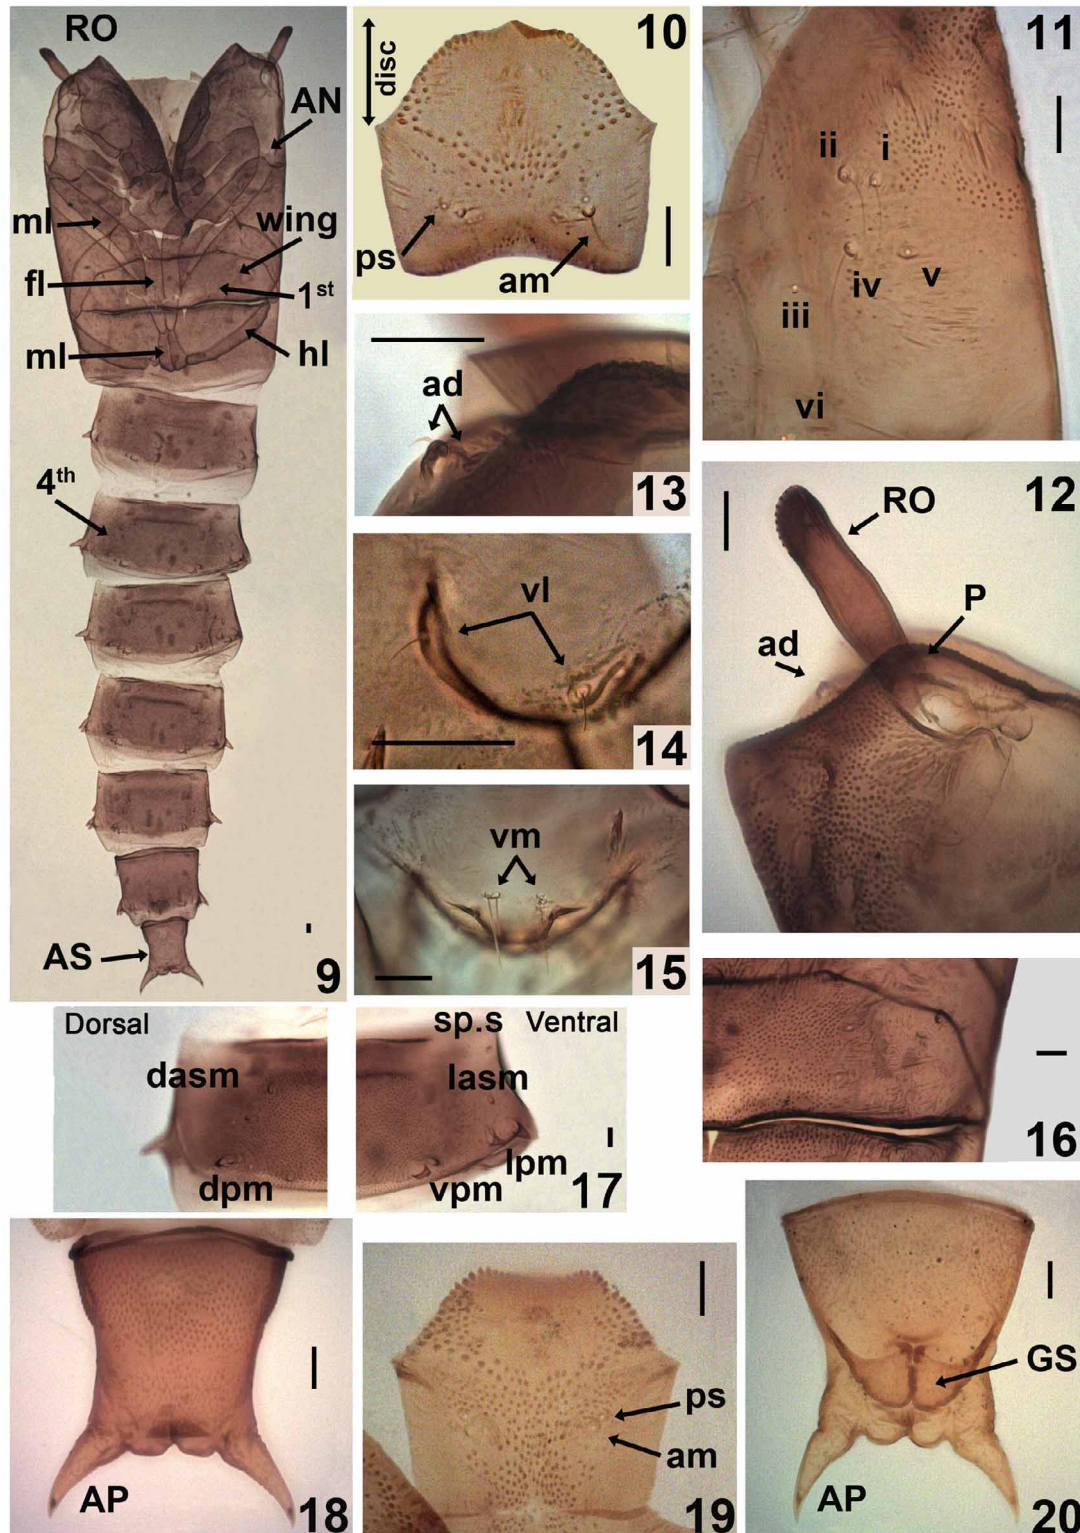 RO
AN
ml
wing
fl
1st
ml
hl
4th
AS
9
10
disc
ps
am
11
ii
i
iv
v
iii
vi
ad
13
12
RO
P
ad
vl
14
vm
15
16
Dorsal
sp.s Ventral
dasm
lasm
dpm
vpm
lpm
17
AP
18
ps
am
19
GS
AP
20